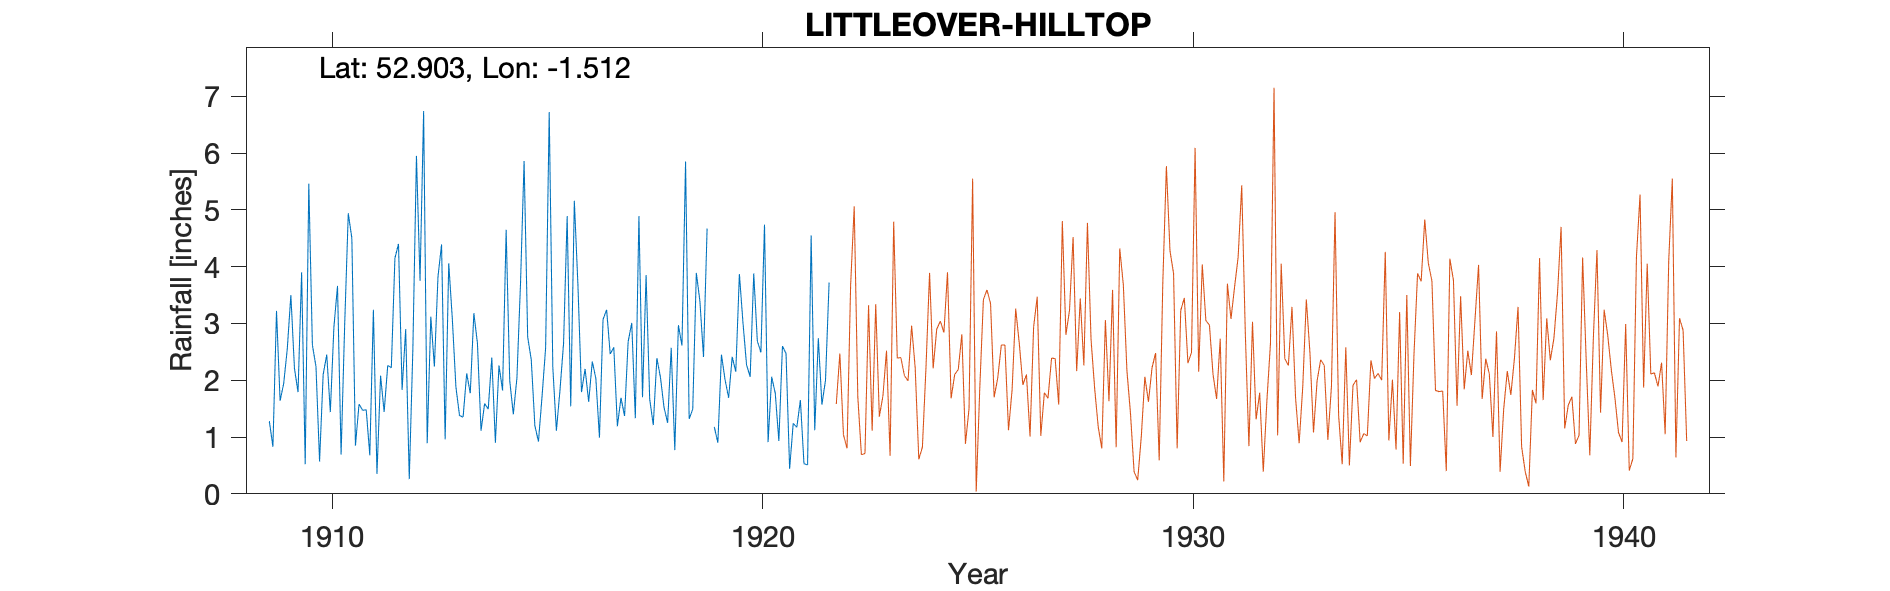 LITTLEOVER-HILLTOP
Lat: 52.903, Lon: -1.512
7
6
5
4
3
2
1
0
Rainfall [inches]
1910 1920 1930 1940
Year